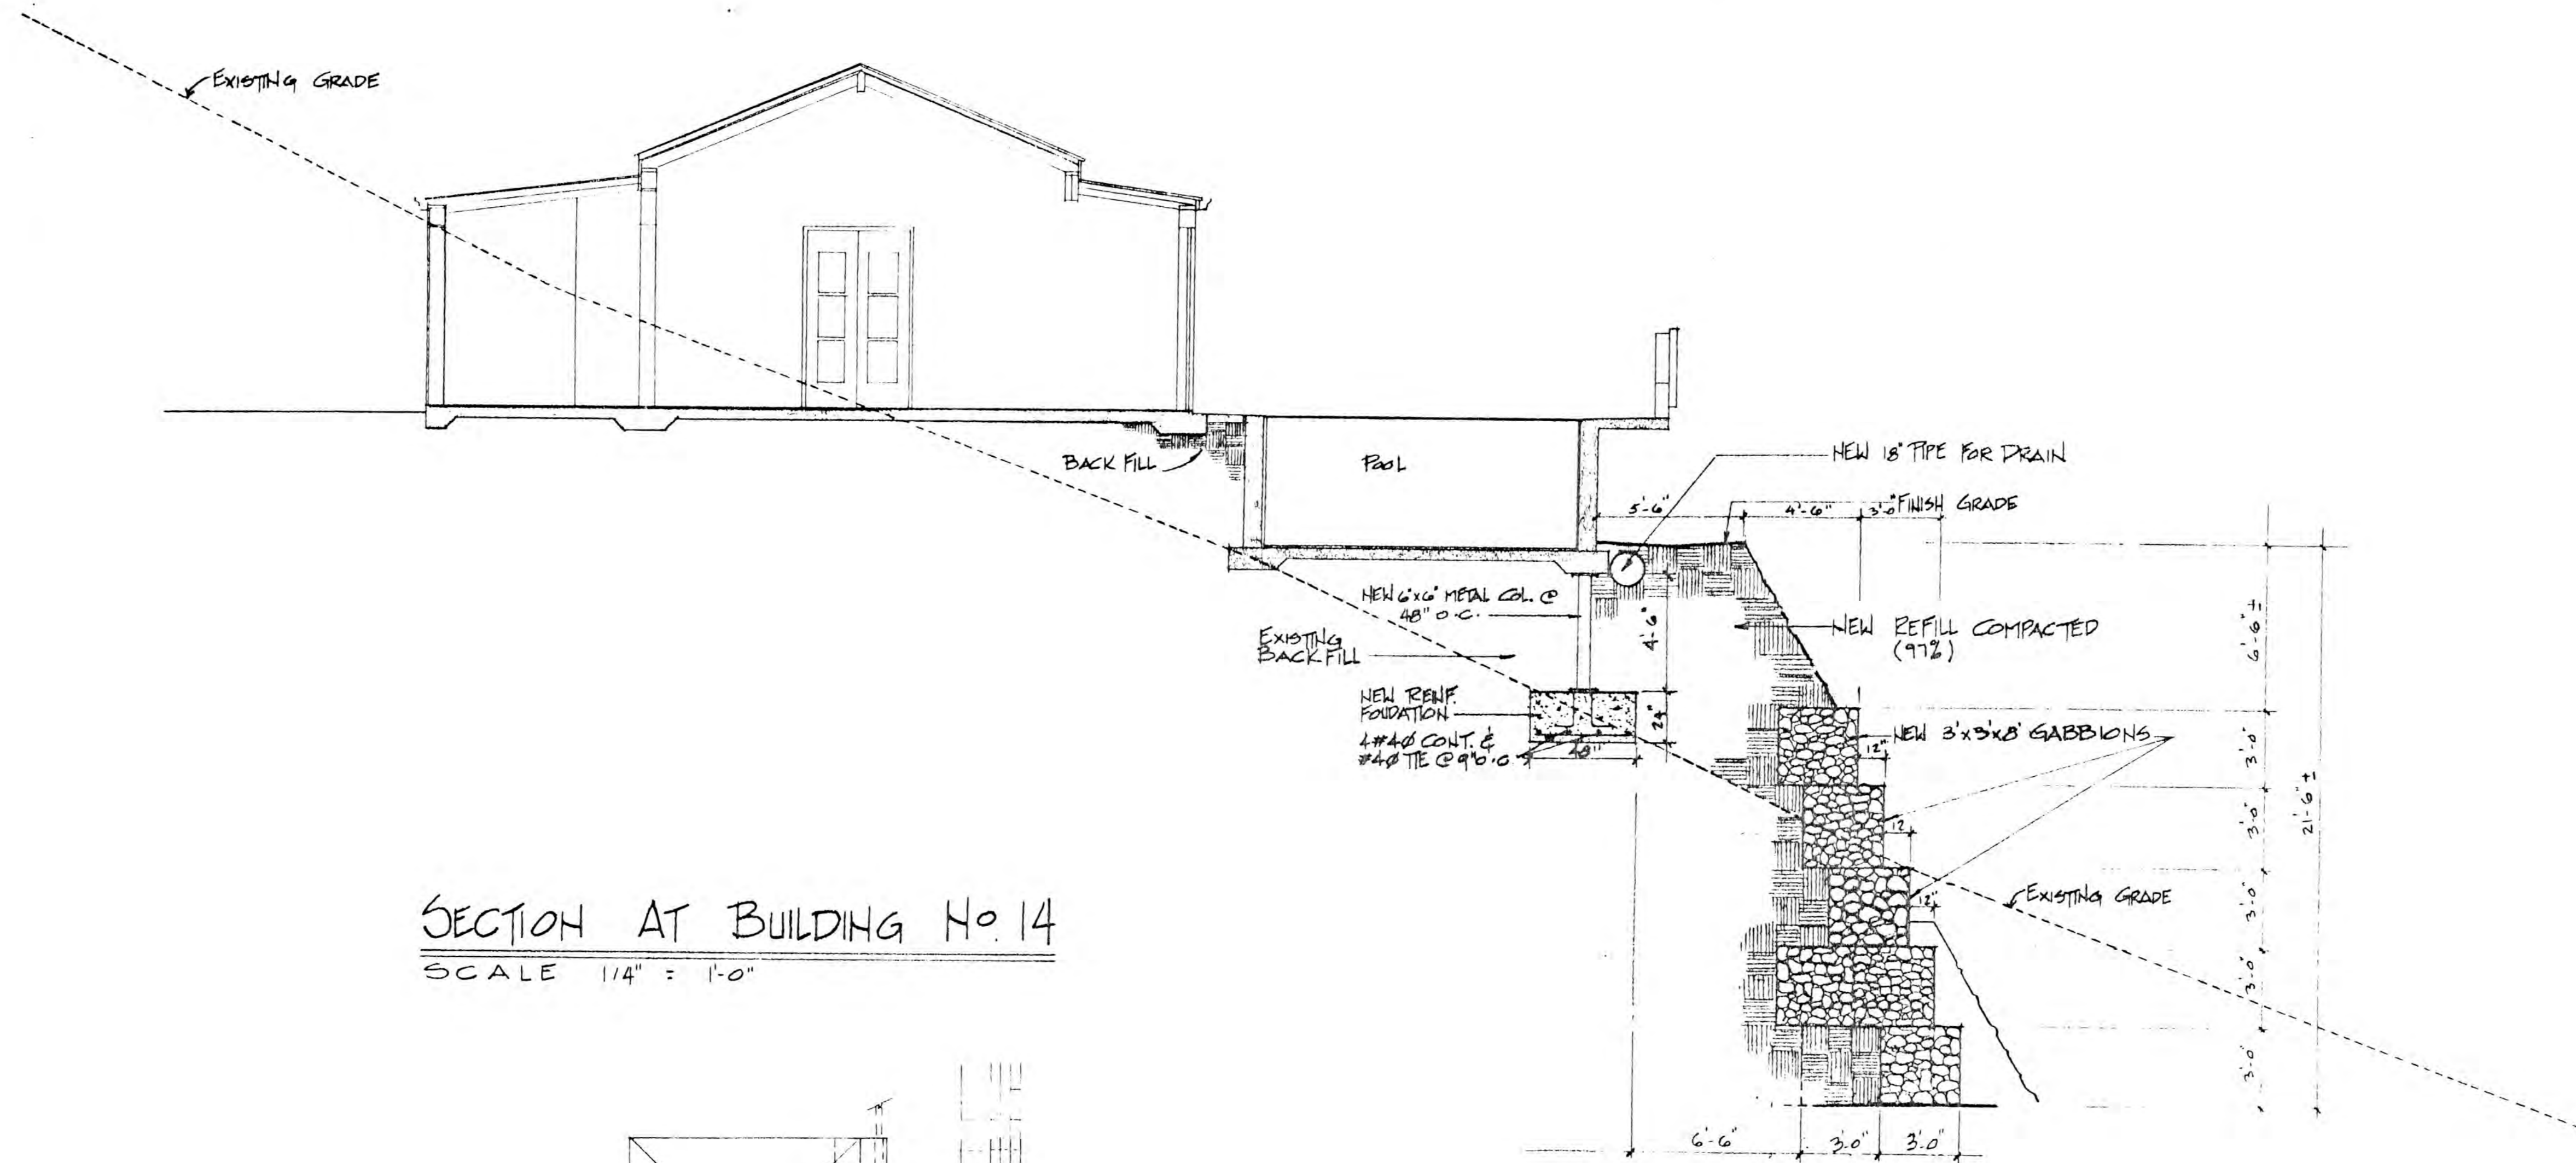 EXISTING GRADE
BACK FILL
POOL
NEW 18" PIPE FOR DRAIN
5'-6"
4'-6"
3'-0"
FINISH GRADE
NEW 6"x6" METAL COL. @
48" O.C.
EXISTING
BACK FILL
4'-6"
NEW REFILL COMPACTED
(97%)
6'-6" ±
NEW REINF.
FOUDATION
24"
4#4Ø CONT. &
#4Ø TIE @ 9" O.C.
48"
NEW 3'x3'x8' GABBIONS
12"
3'-0"
12
3'-0"
21'-6" ±
12"
EXISTING GRADE
3'-0"
3'-0"
3'-0"
SECTION AT BUILDING No. 14
SCALE 1/4" = 1'-0"
6'-6"
3'-0"
3'-0"